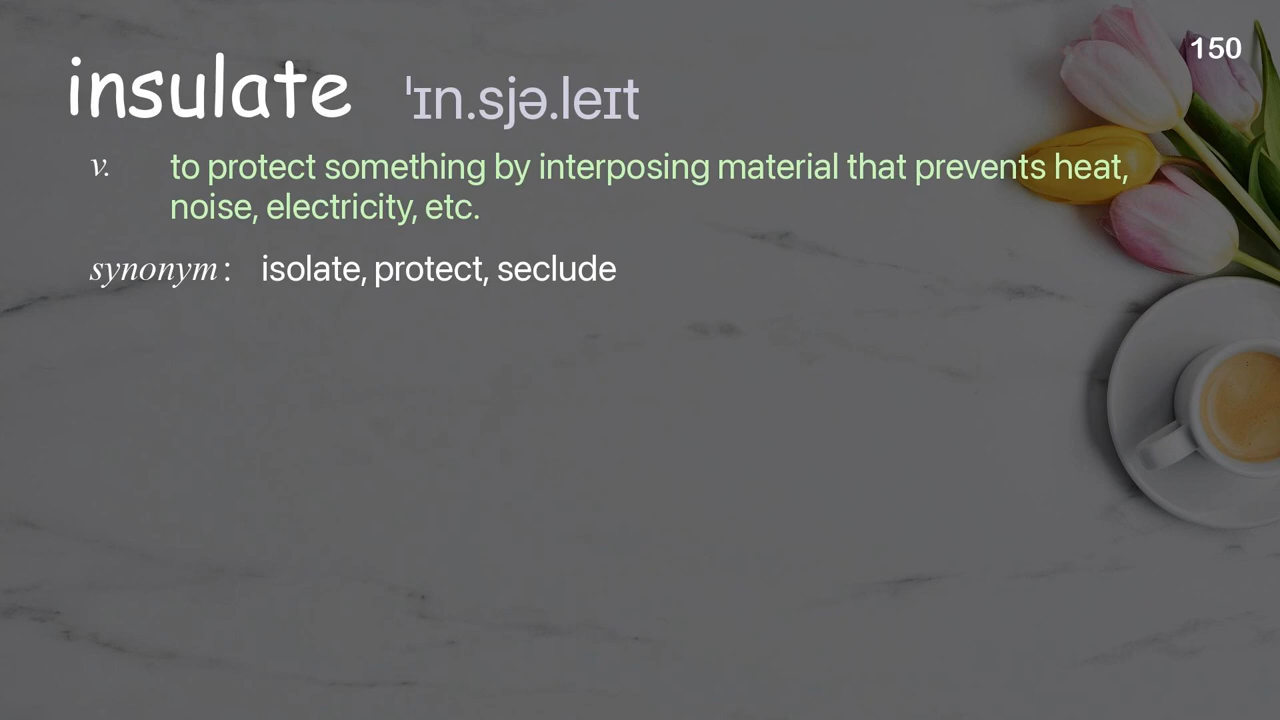 150
insulate ˈɪn.sjə.leɪt
v. to protect something by interposing material that prevents heat,
noise, electricity, etc.
synonym : isolate, protect, seclude